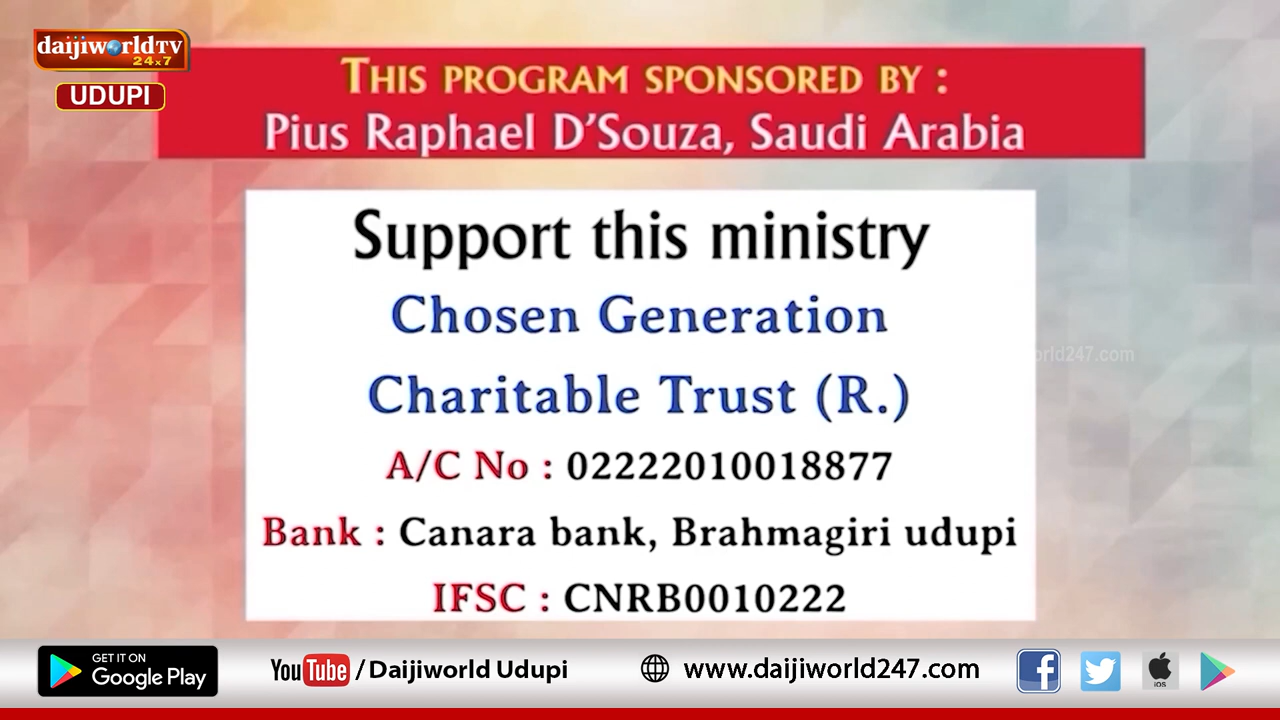 daijiworldTV
24x7
UDUPI
THIS PROGRAM SPONSORED BY :
Pius Raphael D'Souza, Saudi Arabia
Support this ministry
Chosen Generation
Charitable Trust (R.)
A/C No : 02222010018877
Bank : Canara bank, Brahmagiri udupi
IFSC : CNRB0010222
orld247.com
GET IT ON
Google Play
YouTube / Daijiworld Udupi
www.daijiworld247.com
iOS